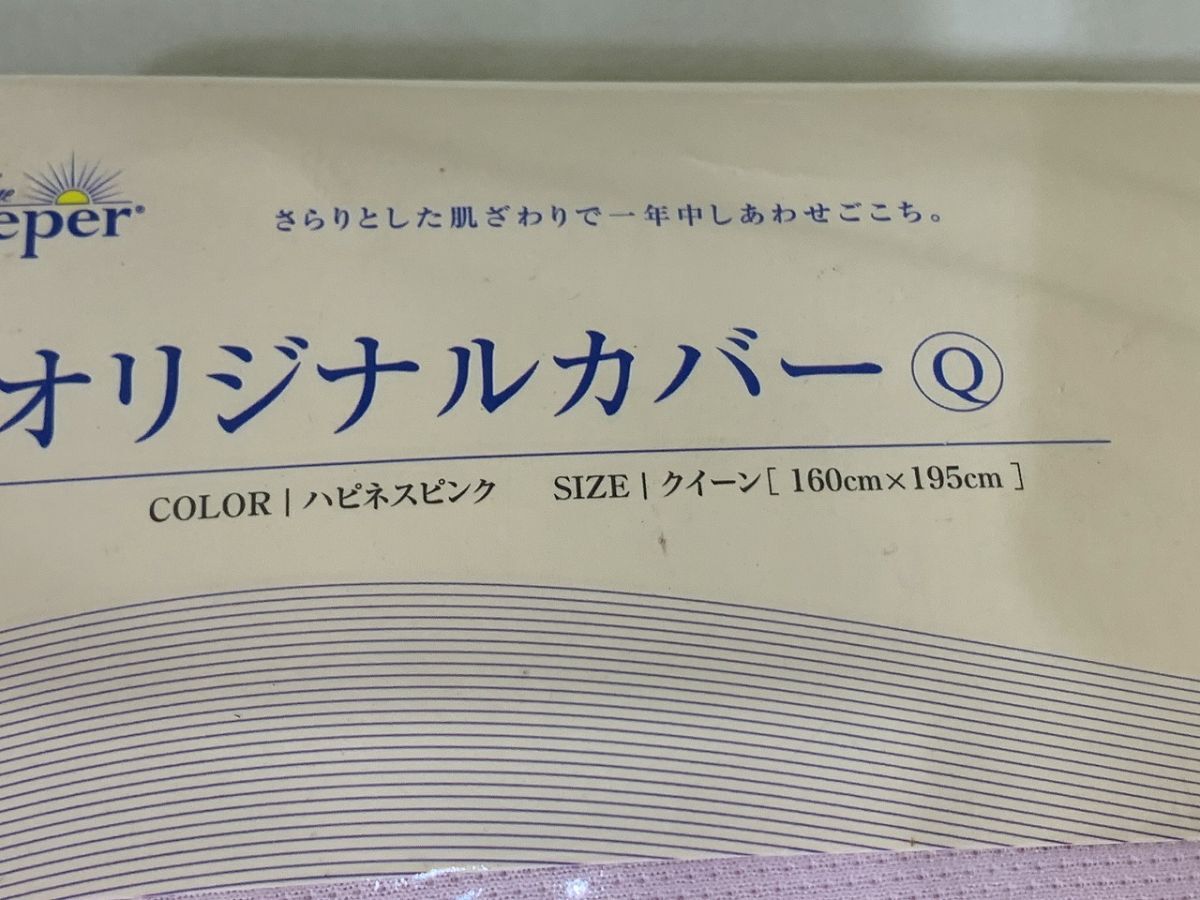 さらりとした肌ざわりで一年中しあわせごこち。
オリジナルカバー Ⓠ
COLOR | ハピネスピンク SIZE | クイーン[ 160cm×195cm ]